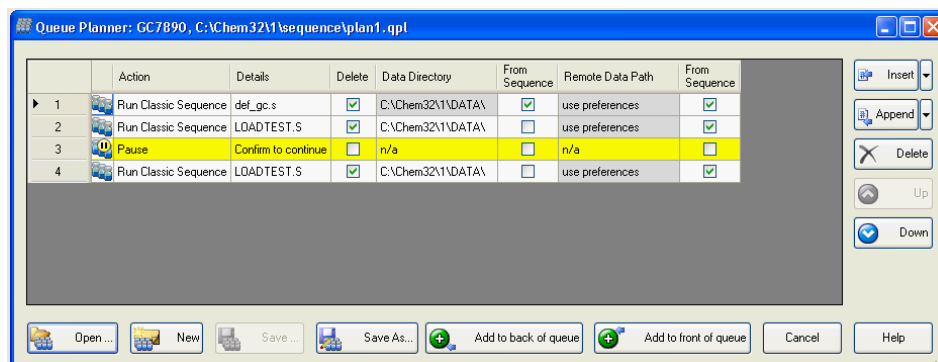 Queue Planner: GC7890, C:\Chem32\1\sequence\plan1.qpl
Action Details Delete Data Directory From Sequence Remote Data Path From Sequence
1 Run Classic Sequence def_gc.s C:\Chem32\1\DATA\ use preferences
2 Run Classic Sequence LOADTEST.S C:\Chem32\1\DATA\ use preferences
3 Pause Confirm to continue n/a n/a
4 Run Classic Sequence LOADTEST.S C:\Chem32\1\DATA\ use preferences
Insert
Append
Delete
Up
Down
Open ... New Save ... Save As... Add to back of queue Add to front of queue Cancel Help